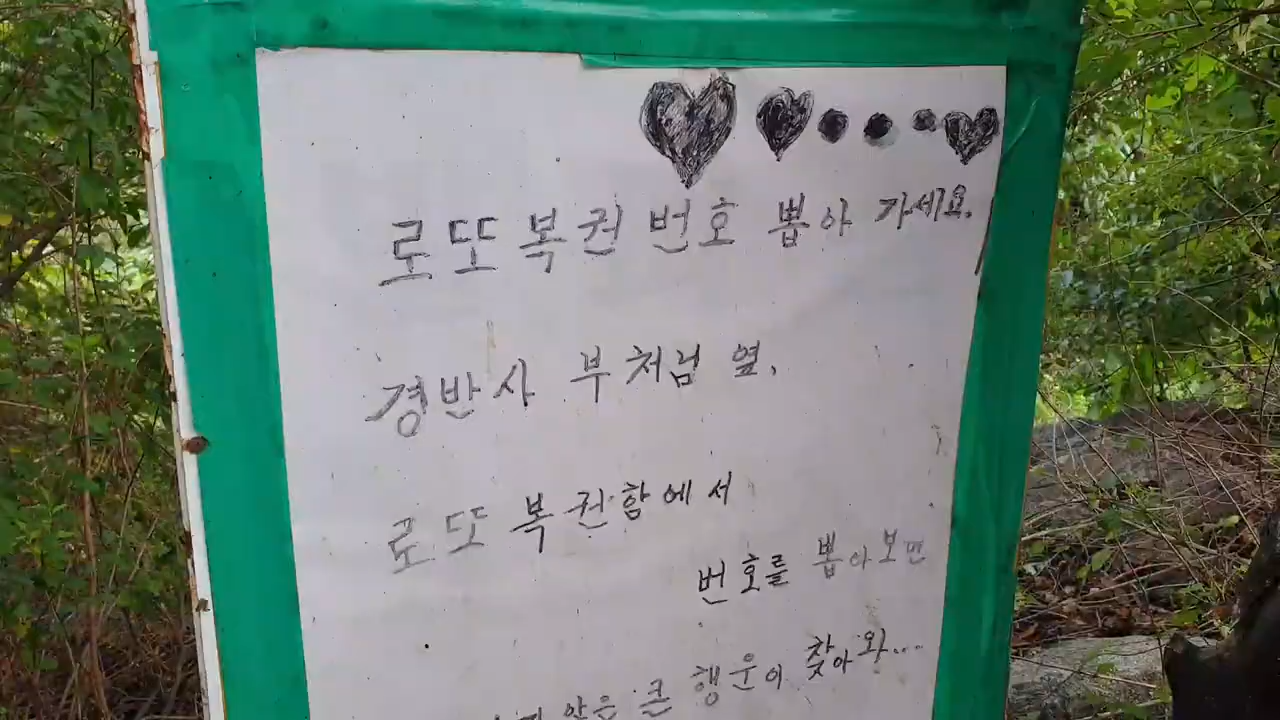 로또복권 번호 뽑아 가세요.
경반사 부처님 옆,
로또 복권함에서
번호를 뽑아보면
않은 큰 행운이 찾아와...